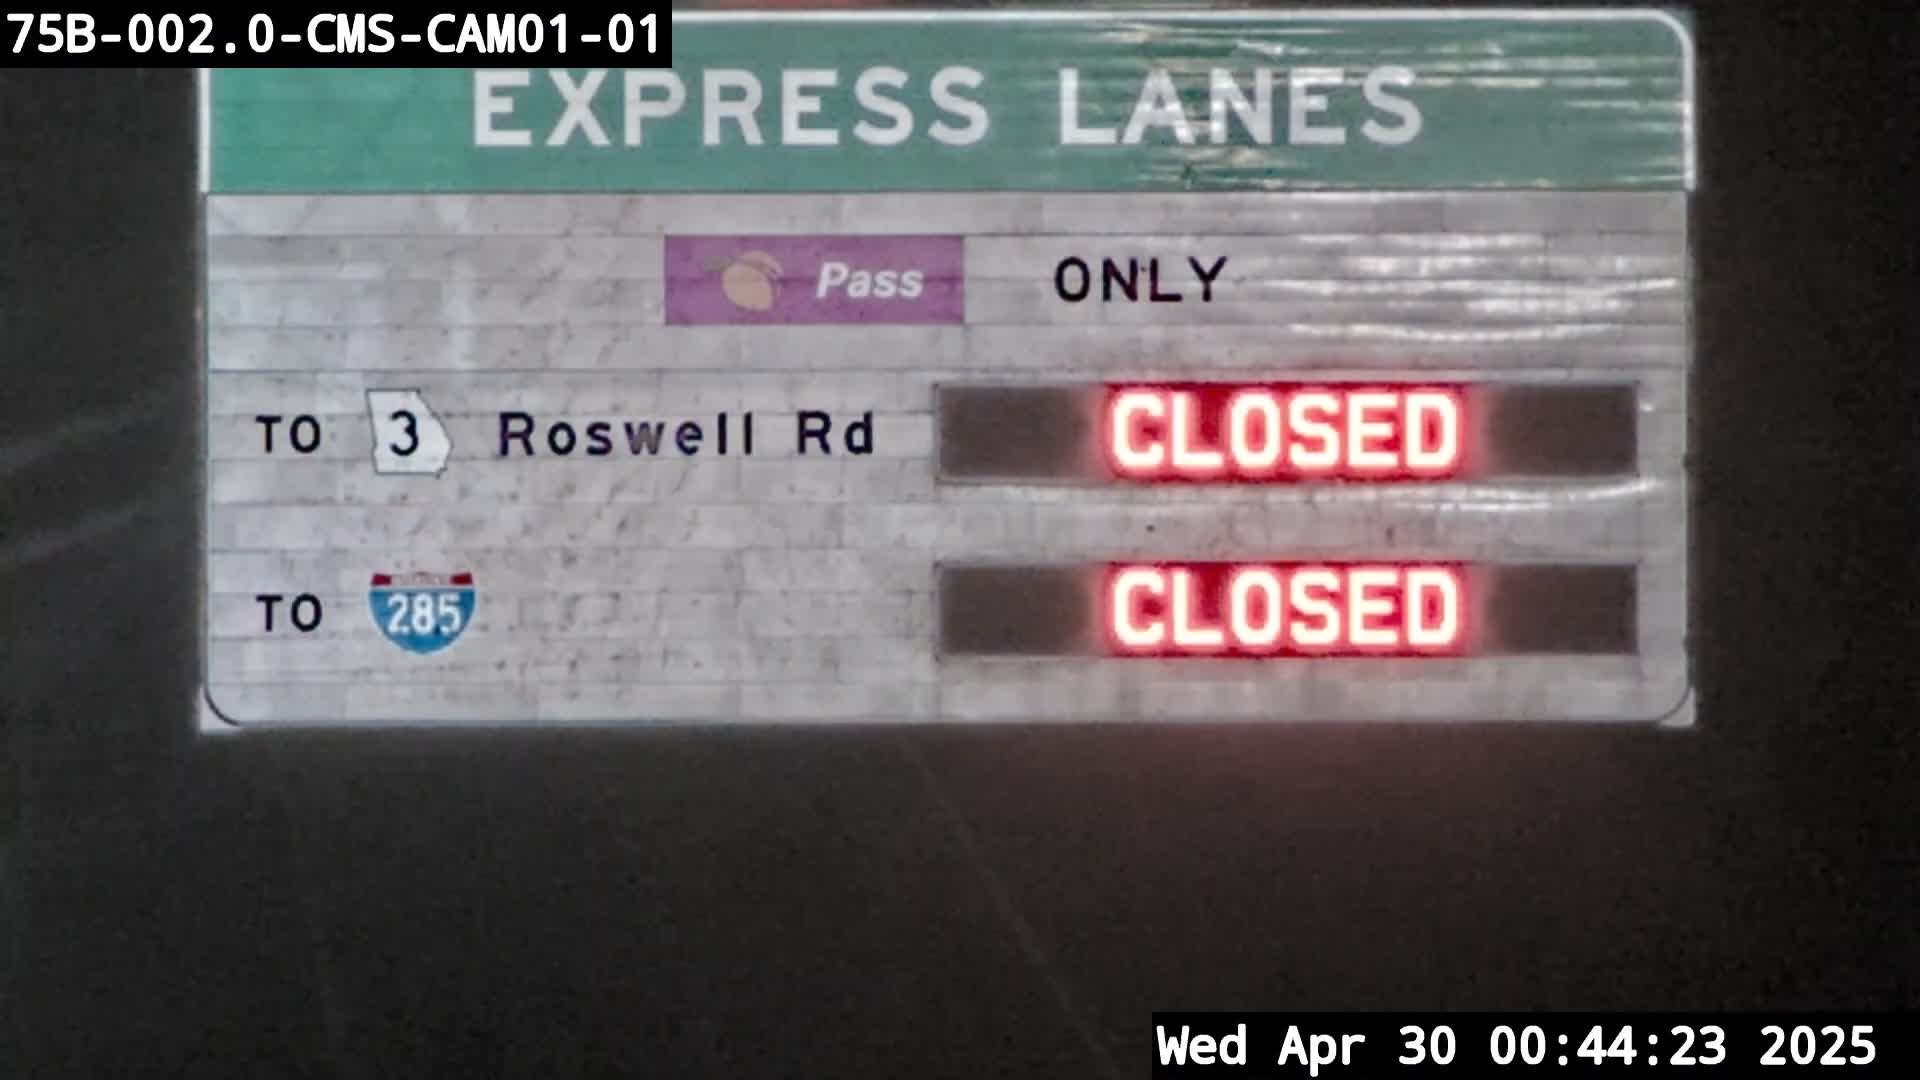 75B-002.0-CMS-CAM01-01
EXPRESS LANES
Pass ONLY
TO 3 Roswell Rd CLOSED
TO 285 CLOSED
Wed Apr 30 00:44:23 2025